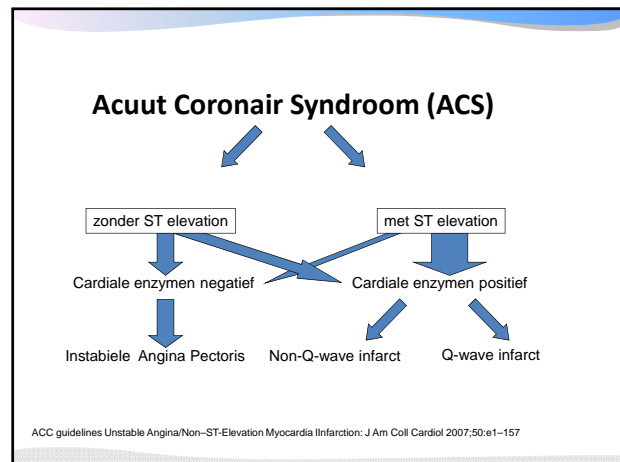 Acuut Coronair Syndroom (ACS)
zonder ST elevation
met ST elevation
Cardiale enzymen negatief
Cardiale enzymen positief
Instabiele Angina Pectoris
Non-Q-wave infarct
Q-wave infarct
ACC guidelines Unstable Angina/Non–ST-Elevation Myocardia lInfarction: J Am Coll Cardiol 2007;50:e1–157